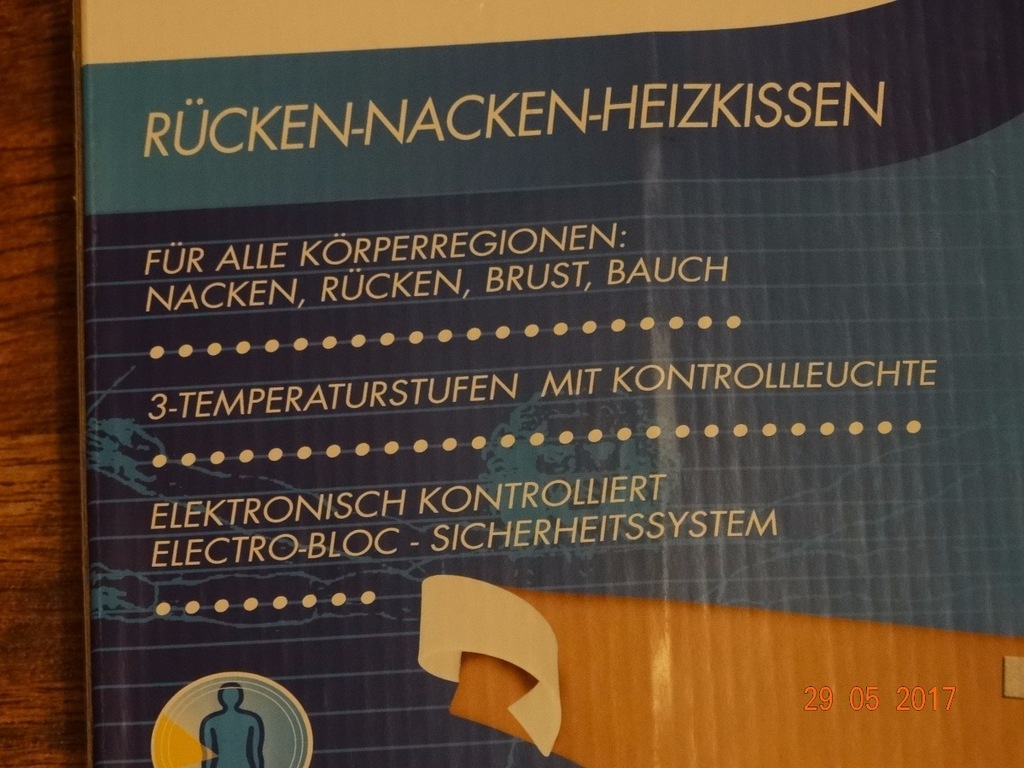 RÜCKEN-NACKEN-HEIZKISSEN
FÜR ALLE KÖRPERREGIONEN:
NACKEN, RÜCKEN, BRUST, BAUCH
3-TEMPERATURSTUFEN MIT KONTROLLLEUCHTE
ELEKTRONISCH KONTROLLIERT
ELECTRO-BLOC - SICHERHEITSSYSTEM
29 05 2017